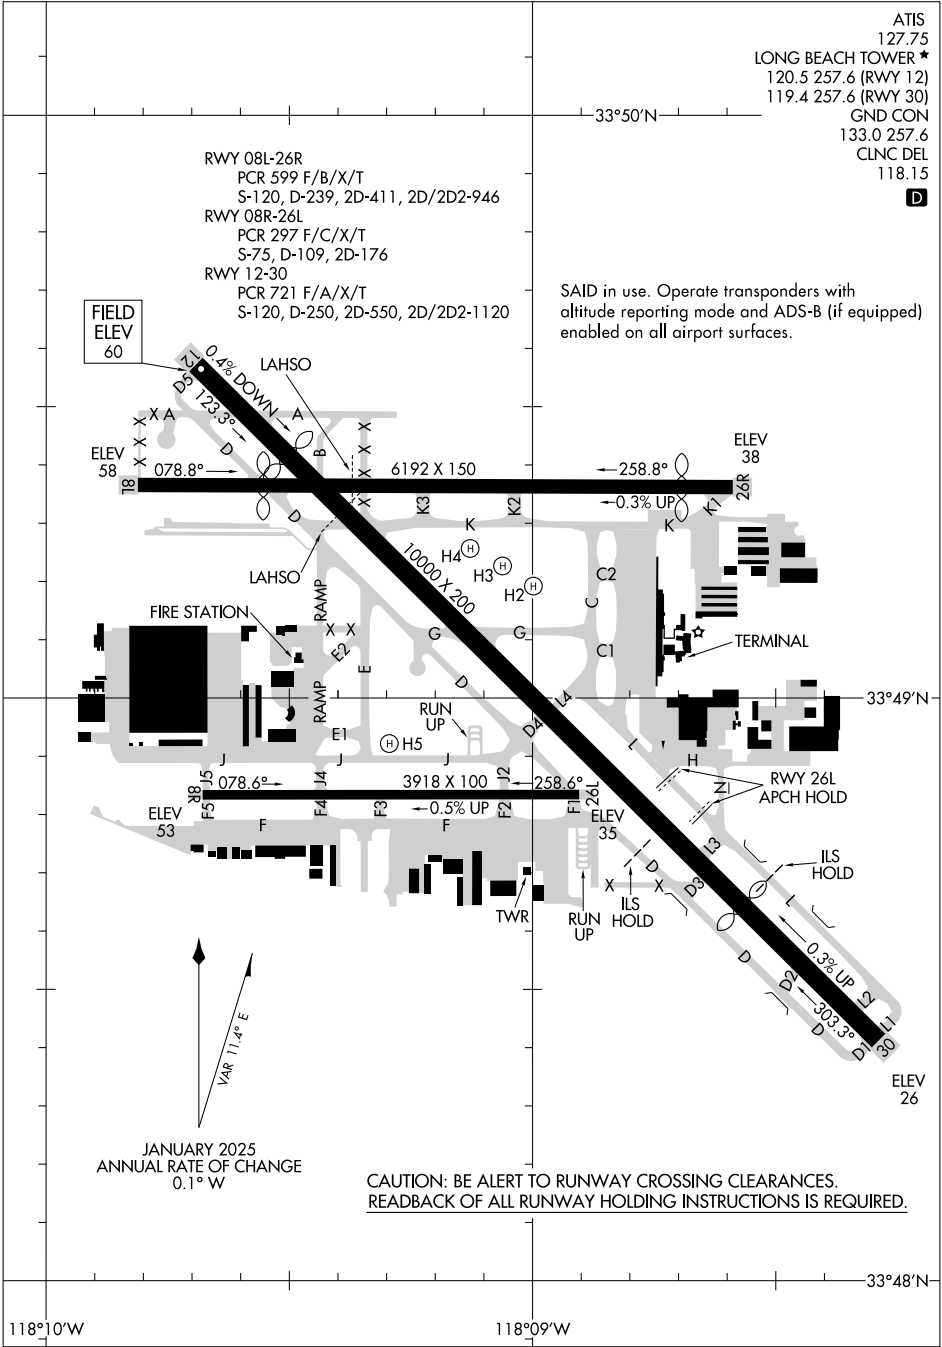 ATIS
127.75
LONG BEACH TOWER ★
120.5 257.6 (RWY 12)
119.4 257.6 (RWY 30)
GND CON
133.0 257.6
CLNC DEL
118.15
D
33°50'N
RWY 08L-26R
PCR 599 F/B/X/T
S-120, D-239, 2D-411, 2D/2D2-946
RWY 08R-26L
PCR 297 F/C/X/T
S-75, D-109, 2D-176
RWY 12-30
PCR 721 F/A/X/T
S-120, D-250, 2D-550, 2D/2D2-1120
SAID in use. Operate transponders with
altitude reporting mode and ADS-B (if equipped)
enabled on all airport surfaces.
FIELD
ELEV
60
12
0.4% DOWN
LAHSO
D5
123.3°
X A
A
D
B
X
X
X
X
X
X
X
ELEV
58
078.8°
6192 X 150
258.8°
ELEV
38
8L
26R
0.3% UP
K3
K2
K1
D
K
K
H4
H
H3
H
H2
H
10000 X 200
LAHSO
RAMP
C2
C
C1
FIRE STATION
X X
E2
E
G
G
TERMINAL
D
33°49'N
RAMP
RUN
UP
L4
D4
E1
H H5
L
H
J
J
J
J5
J4
J2
N
RWY 26L
APCH HOLD
8R
078.6°
3918 X 100
258.6°
26L
0.5% UP
ELEV
53
F5
F4
F3
F2
F1
ELEV
35
F
F
L3
D
D3
ILS
HOLD
X
X
L
TWR
RUN
UP
ILS
HOLD
D
0.3% UP
D2
303.3°
L2
L1
D
D1
30
ELEV
26
VAR 11.4° E
JANUARY 2025
ANNUAL RATE OF CHANGE
0.1° W
CAUTION: BE ALERT TO RUNWAY CROSSING CLEARANCES.
READBACK OF ALL RUNWAY HOLDING INSTRUCTIONS IS REQUIRED.
33°48'N
118°10'W
118°09'W